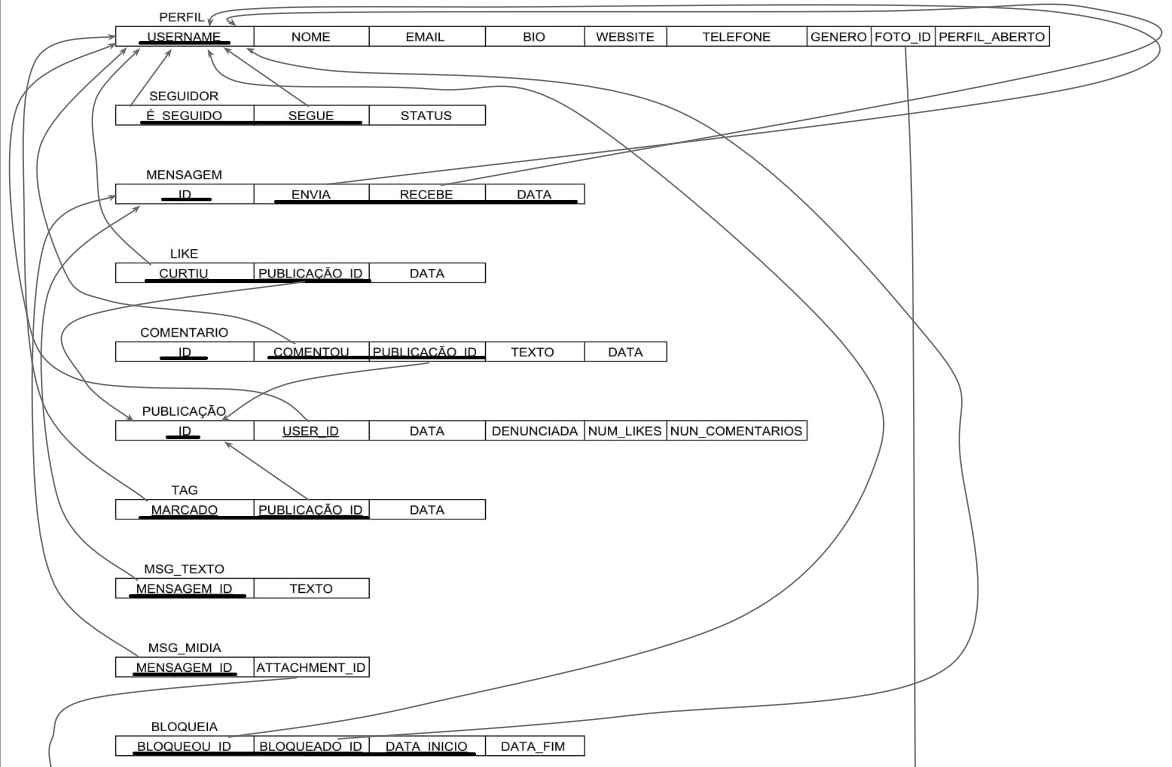 PERFIL
USERNAME NOME EMAIL BIO WEBSITE TELEFONE GENERO FOTO_ID PERFIL_ABERTO
SEGUIDOR
É_SEGUIDO SEGUE STATUS
MENSAGEM
ID ENVIA RECEBE DATA
LIKE
CURTIU PUBLICAÇÃO_ID DATA
COMENTARIO
ID COMENTOU PUBLICAÇÃO_ID TEXTO DATA
PUBLICAÇÃO
ID USER_ID DATA DENUNCIADA NUM_LIKES NUN_COMENTARIOS
TAG
MARCADO PUBLICAÇÃO_ID DATA
MSG_TEXTO
MENSAGEM_ID TEXTO
MSG_MIDIA
MENSAGEM_ID ATTACHMENT_ID
BLOQUEIA
BLOQUEOU_ID BLOQUEADO_ID DATA_INICIO DATA_FIM